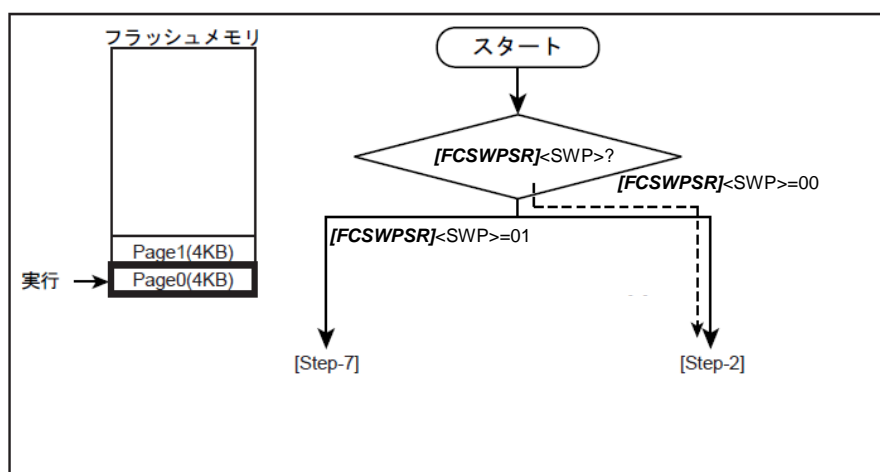 フラッシュメモリ
Page1(4KB)
実行
Page0(4KB)
スタート
[FCSWPSR]<SWP>?
[FCSWPSR]<SWP>=00
[FCSWPSR]<SWP>=01
[Step-7]
[Step-2]